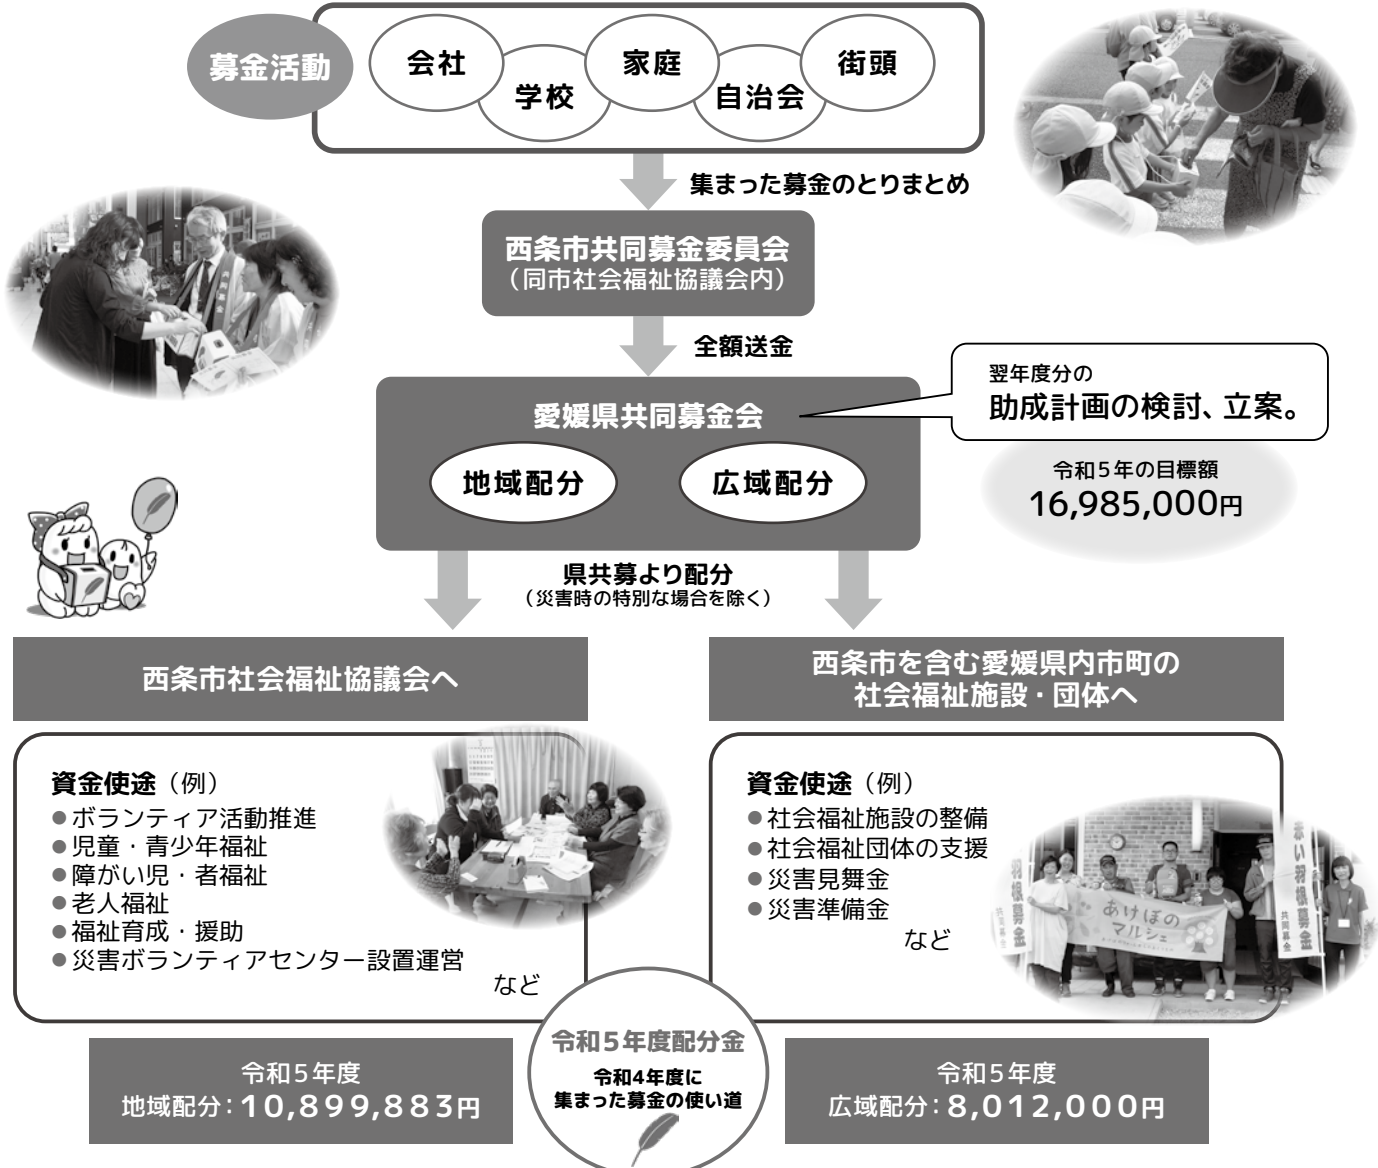 募金活動
会社
学校
家庭
自治会
街頭
集まった募金のとりまとめ
西条市共同募金委員会
（同市社会福祉協議会内）
全額送金
愛媛県共同募金会
翌年度分の
助成計画の検討、立案。
地域配分
広域配分
令和5年の目標額
16,985,000円
県共募より配分
（災害時の特別な場合を除く）
西条市社会福祉協議会へ
西条市を含む愛媛県内市町の
社会福祉施設・団体へ
資金使途（例）
●ボランティア活動推進
●児童・青少年福祉
●障がい児・者福祉
●老人福祉
●福祉育成・援助
●災害ボランティアセンター設置運営
など
資金使途（例）
●社会福祉施設の整備
●社会福祉団体の支援
●災害見舞金
●災害準備金
など
あけぼの
マルシェ
羽根募金
赤い羽根募金
共同募金
令和5年度配分金
令和4年度に
集まった募金の使い道
令和5年度
地域配分：10,899,883円
令和5年度
広域配分：8,012,000円